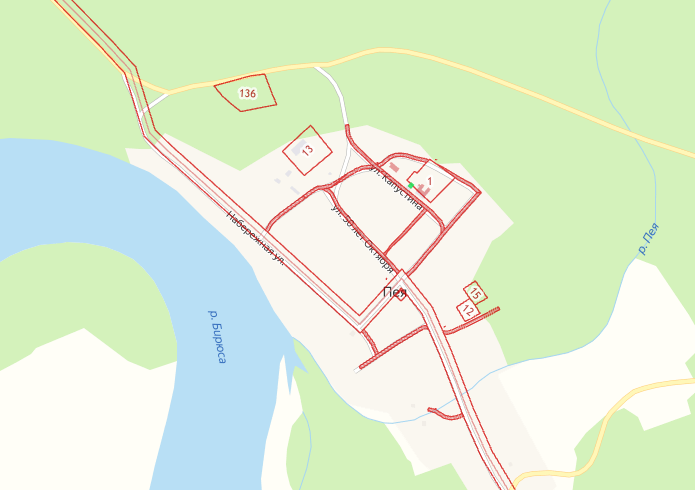 136
13
1
ул. Капустина
Набережная ул.
ул. 50 лет Октября
р. Пея
Пея
15
12
р. Бирюса